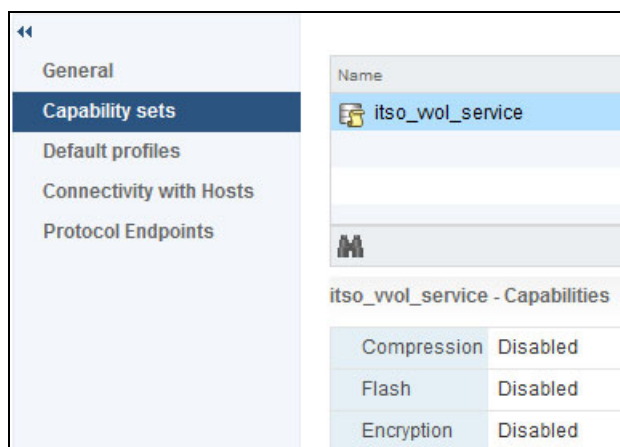 General
Capability sets
Default profiles
Connectivity with Hosts
Protocol Endpoints
Name
itso_vvol_service
itso_vvol_service - Capabilities
Compression Disabled
Flash Disabled
Encryption Disabled